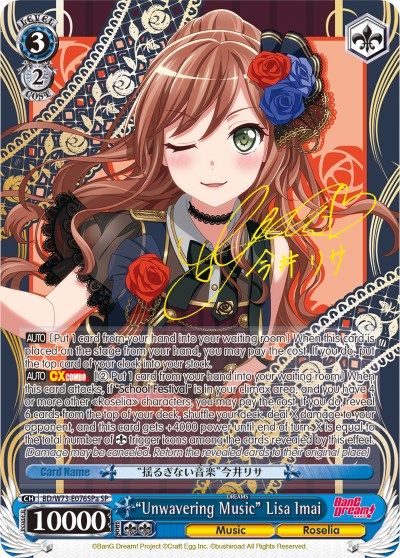 LEVEL
3
2
COST
今井リサ
AUTO [Put 1 card from your hand into your waiting room] When this card is
placed on the stage from your hand, you may pay the cost. If you do, put
the top card of your clock into your stock.
AUTO CXCOMBO [(2) Put 1 card from your hand into your waiting room] When
this card attacks, if "School Festival" is in your climax area, and you have 4
or more other «Roselia» characters, you may pay the cost. If you do, reveal
6 cards from the top of your deck, shuffle your deck, deal X damage to your
opponent, and this card gets +4000 power until end of turn. X is equal to
the total number of trigger icons among the cards revealed by this effect.
(Damage may be canceled. Return the revealed cards to their original place)
Card Name
"揺るぎない音楽"今井リサ
CH BD/W73-E076SPa SP
DREAMS
"Unwavering Music" Lisa Imai
BanG Dream!
POWER
10000
SOUL
Music
Roselia
©BanG Dream! Project ©Craft Egg Inc. ©bushiroad All Rights Reserved.